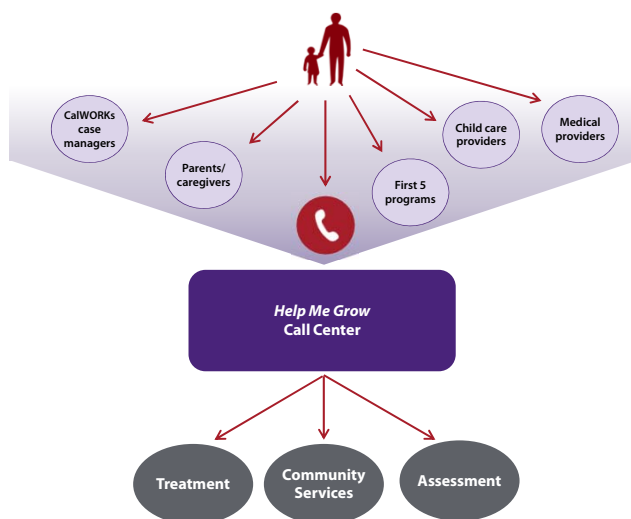 CalWORKs
case
managers
Parents/
caregivers
First 5
programs
Child care
providers
Medical
providers
Help Me Grow
Call Center
Treatment
Community
Services
Assessment